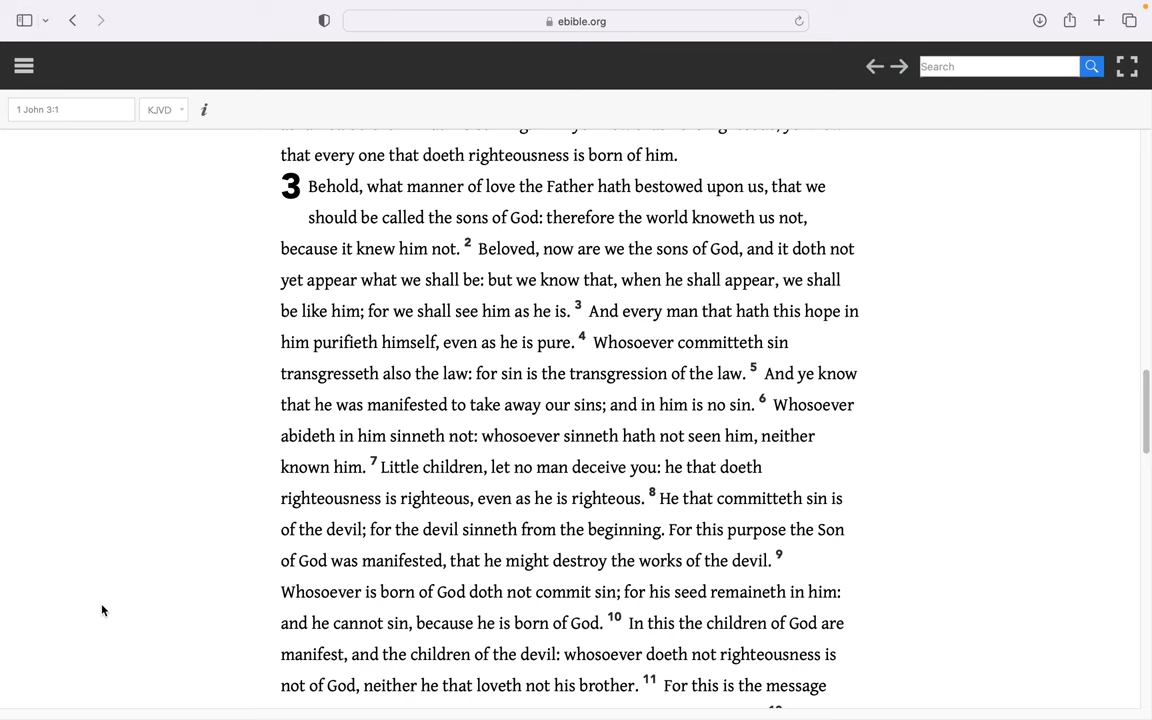 ebible.org
Search
1 John 3:1
KJVD
i
that every one that doeth righteousness is born of him.
3 Behold, what manner of love the Father hath bestowed upon us, that we
should be called the sons of God: therefore the world knoweth us not,
because it knew him not. 2 Beloved, now are we the sons of God, and it doth not
yet appear what we shall be: but we know that, when he shall appear, we shall
be like him; for we shall see him as he is. 3 And every man that hath this hope in
him purifieth himself, even as he is pure. 4 Whosoever committeth sin
transgresseth also the law: for sin is the transgression of the law. 5 And ye know
that he was manifested to take away our sins; and in him is no sin. 6 Whosoever
abideth in him sinneth not: whosoever sinneth hath not seen him, neither
known him. 7 Little children, let no man deceive you: he that doeth
righteousness is righteous, even as he is righteous. 8 He that committeth sin is
of the devil; for the devil sinneth from the beginning. For this purpose the Son
of God was manifested, that he might destroy the works of the devil. 9
Whosoever is born of God doth not commit sin; for his seed remaineth in him:
and he cannot sin, because he is born of God. 10 In this the children of God are
manifest, and the children of the devil: whosoever doeth not righteousness is
not of God, neither he that loveth not his brother. 11 For this is the message